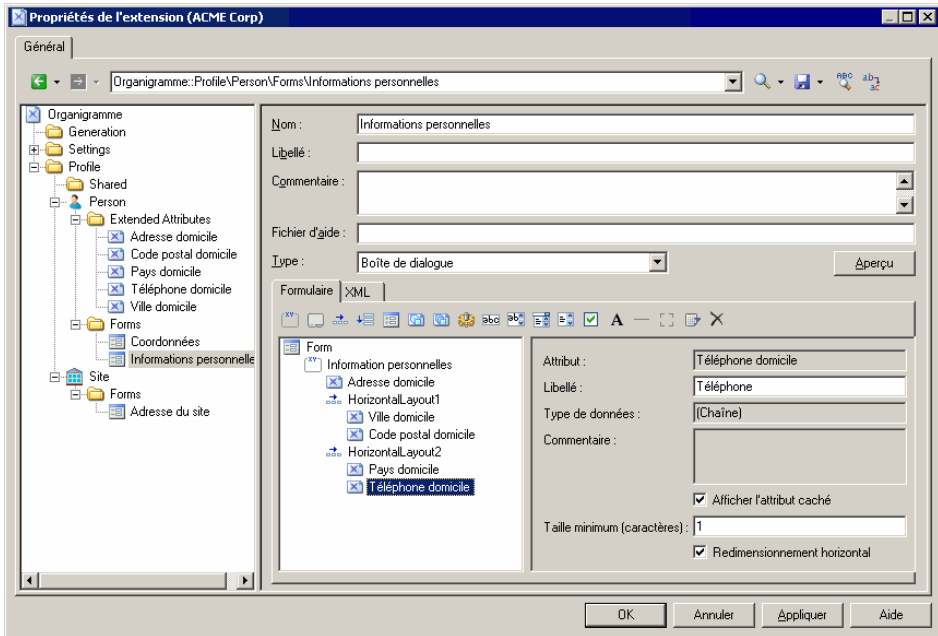 Propriétés de l'extension (ACME Corp)
Général
Organigramme::Profile\Person\Forms\Informations personnelles
Organigramme
Generation
Settings
Profile
Shared
Person
Extended Attributes
Adresse domicile
Code postal domicile
Pays domicile
Téléphone domicile
Ville domicile
Forms
Coordonnées
Informations personnelle
Site
Forms
Adresse du site
Nom :
Informations personnelles
Libellé :
Commentaire :
Fichier d'aide :
Type :
Boîte de dialogue
Aperçu
Formulaire
XML
Form
Information personnelles
Adresse domicile
HorizontalLayout1
Ville domicile
Code postal domicile
HorizontalLayout2
Pays domicile
Téléphone domicile
Attribut :
Téléphone domicile
Libellé :
Téléphone
Type de données :
(Chaîne)
Commentaire :
Afficher l'attribut caché
Taille minimum (caractères) :
1
Redimensionnement horizontal
OK
Annuler
Appliquer
Aide